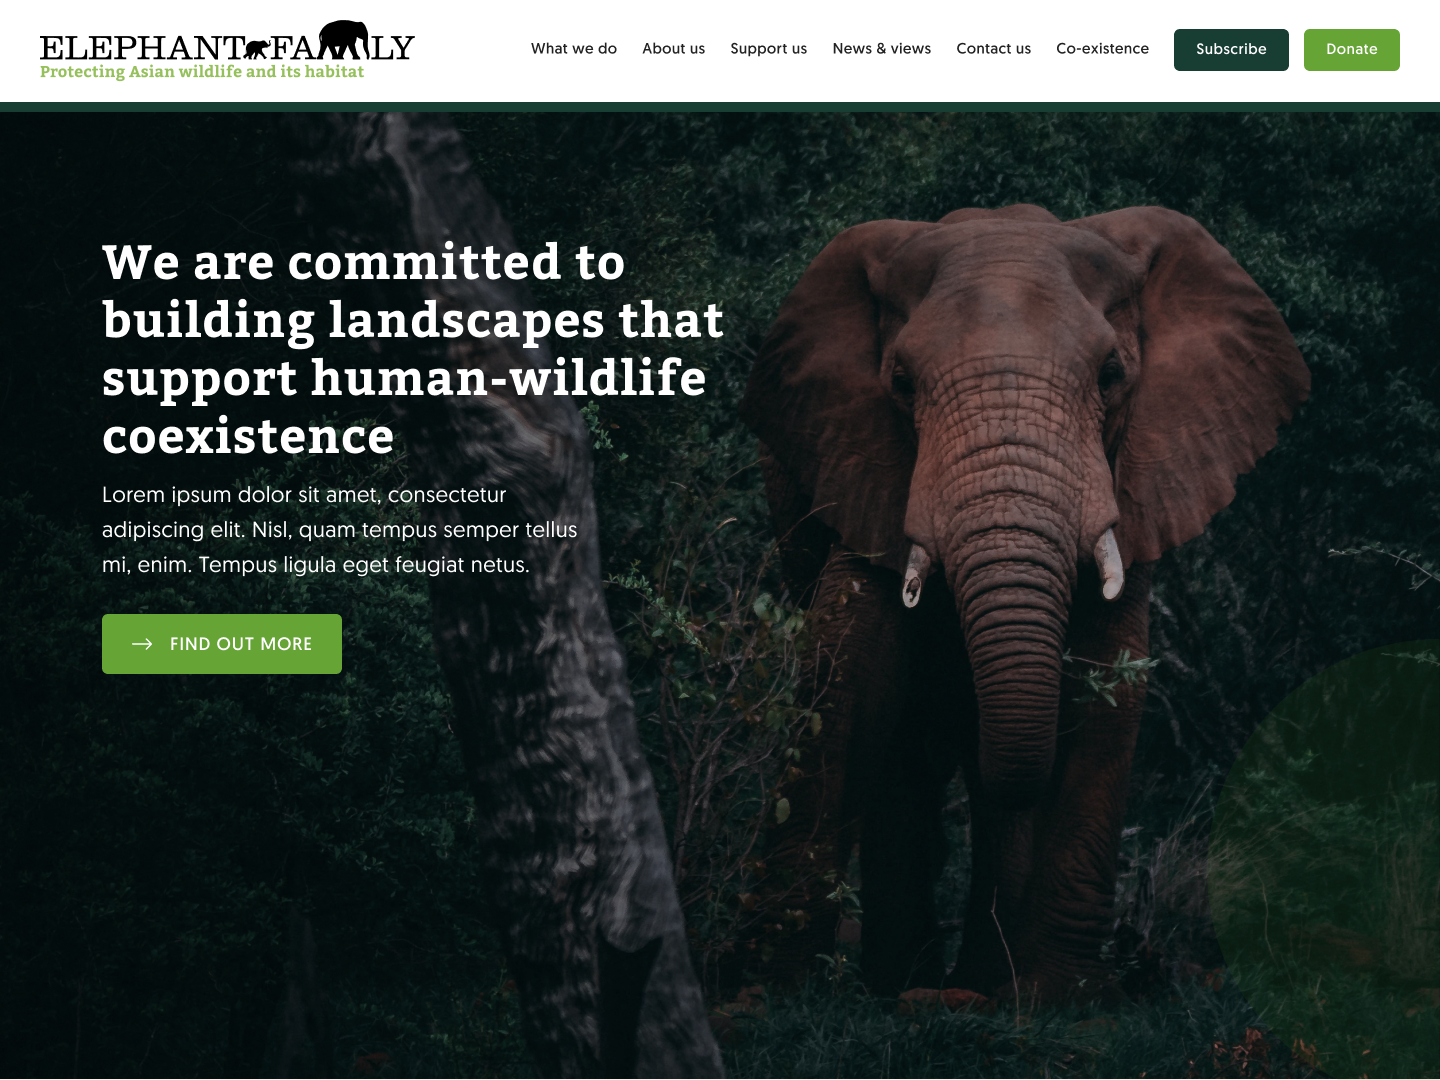 ELEPHANT FAMILY
Protecting Asian wildlife and its habitat
What we do
About us
Support us
News & views
Contact us
Co-existence
Subscribe
Donate
We are committed to
building landscapes that
support human-wildlife
coexistence
Lorem ipsum dolor sit amet, consectetur
adipiscing elit. Nisl, quam tempus semper tellus
mi, enim. Tempus ligula eget feugiat netus.
FIND OUT MORE